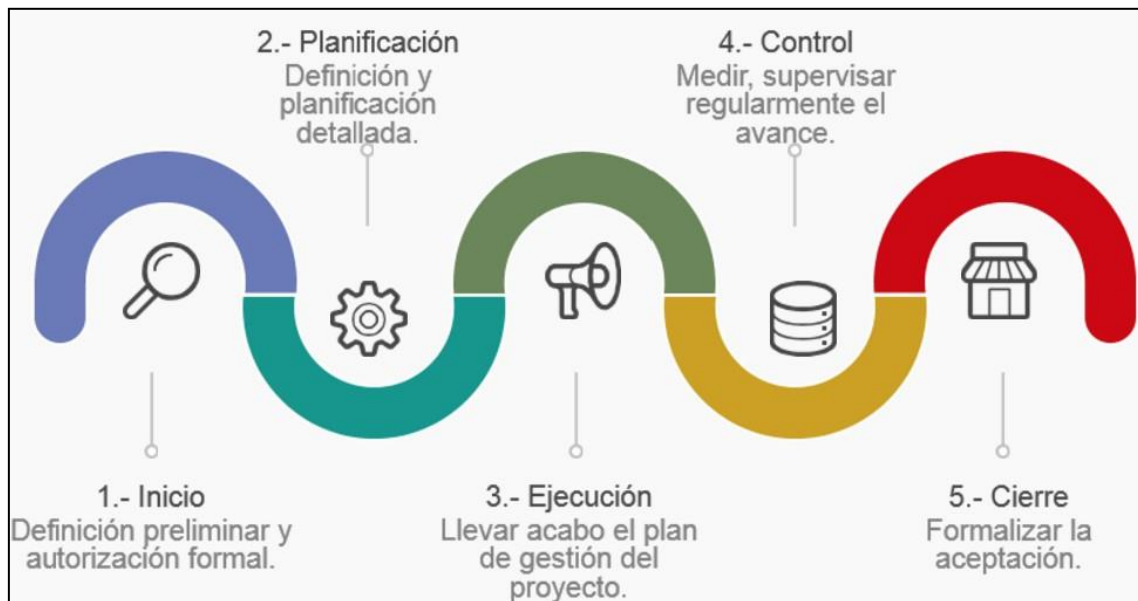 1.- Inicio
Definición preliminar y
autorización formal.
2.- Planificación
Definición y
planificación
detallada.
3.- Ejecución
Llevar acabo el plan
de gestión del
proyecto.
4.- Control
Medir, supervisar
regularmente el
avance.
5.- Cierre
Formalizar la
aceptación.